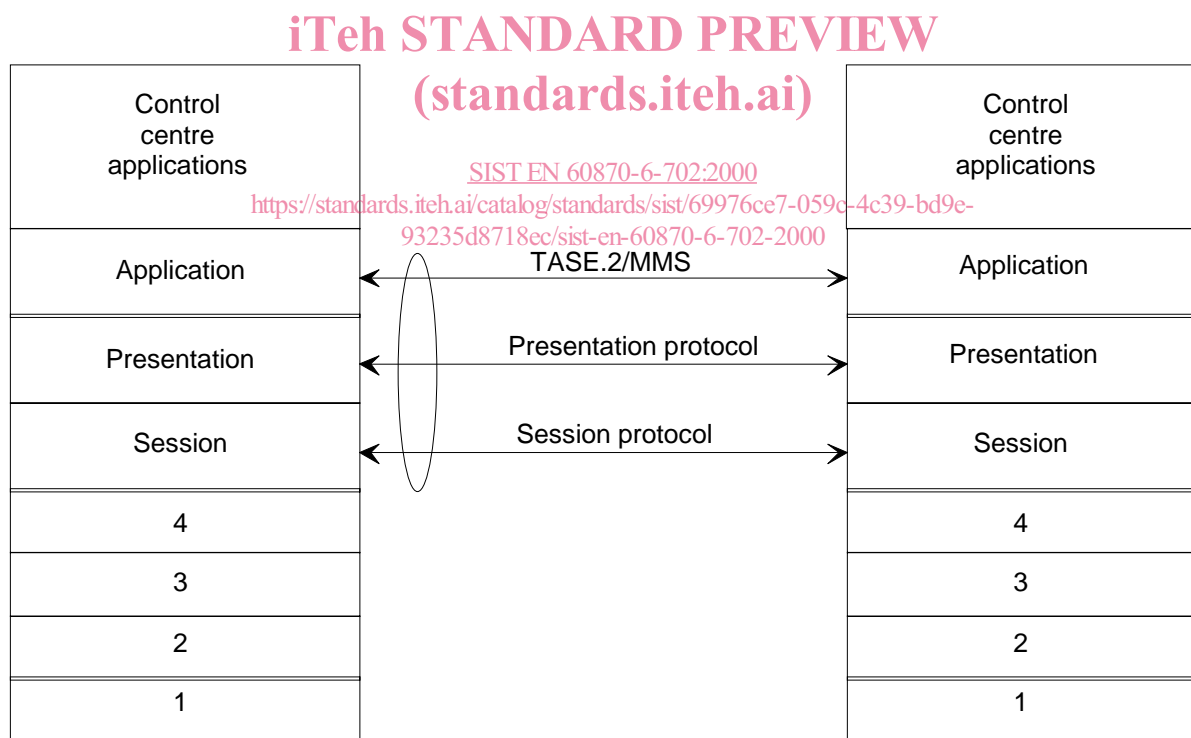 iTeh STANDARD PREVIEW
(standards.iteh.ai)
SIST EN 60870-6-702:2000
https://standards.iteh.ai/catalog/standards/sist/69976ce7-059c-4c39-bd9e-
93235d8718ec/sist-en-60870-6-702-2000
Control
centre
applications
Control
centre
applications
Application
TASE.2/MMS
Application
Presentation
Presentation protocol
Presentation
Session
Session protocol
Session
4
4
3
3
2
2
1
1